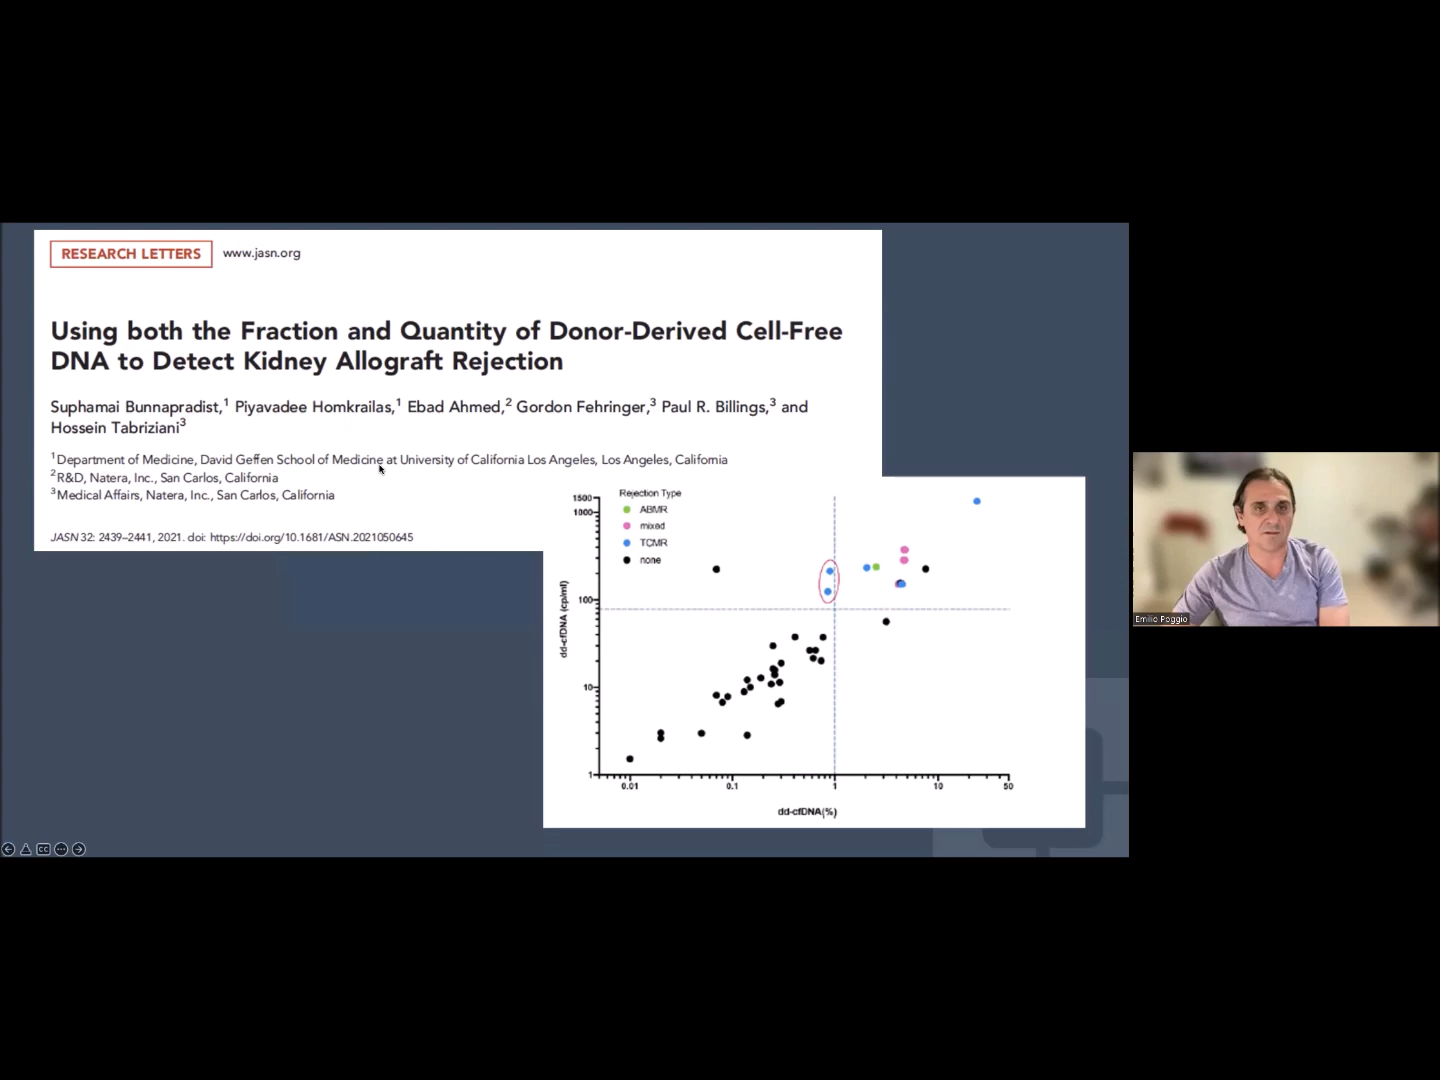 RESEARCH LETTERS www.jasn.org
Using both the Fraction and Quantity of Donor-Derived Cell-Free
DNA to Detect Kidney Allograft Rejection
Suphamai Bunnapradist,1 Piyavadee Homkrailas,1 Ebad Ahmed,2 Gordon Fehringer,3 Paul R. Billings,3 and
Hossein Tabriziani3
1Department of Medicine, David Geffen School of Medicine at University of California Los Angeles, Los Angeles, California
2R&D, Natera, Inc., San Carlos, California
3Medical Affairs, Natera, Inc., San Carlos, California
JASN 32: 2439–2441, 2021. doi: https://doi.org/10.1681/ASN.2021050645
Rejection Type
ABMR
mixed
TCMR
none
1500
1000
100
10
1
dd-cfDNA (cp/ml)
0.01 0.1 1 10 50
dd-cfDNA(%)
CC
Emilio Poggio